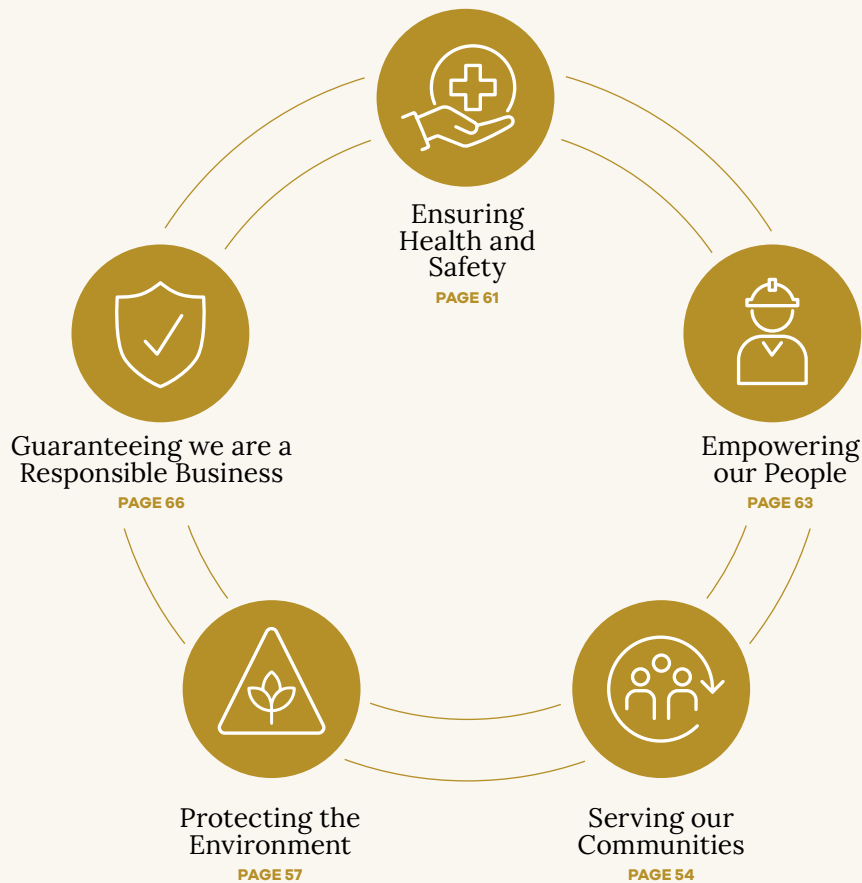 Ensuring
Health and
Safety
PAGE 61
Guaranteeing we are a
Responsible Business
PAGE 66
Empowering
our People
PAGE 63
Protecting the
Environment
PAGE 57
Serving our
Communities
PAGE 54